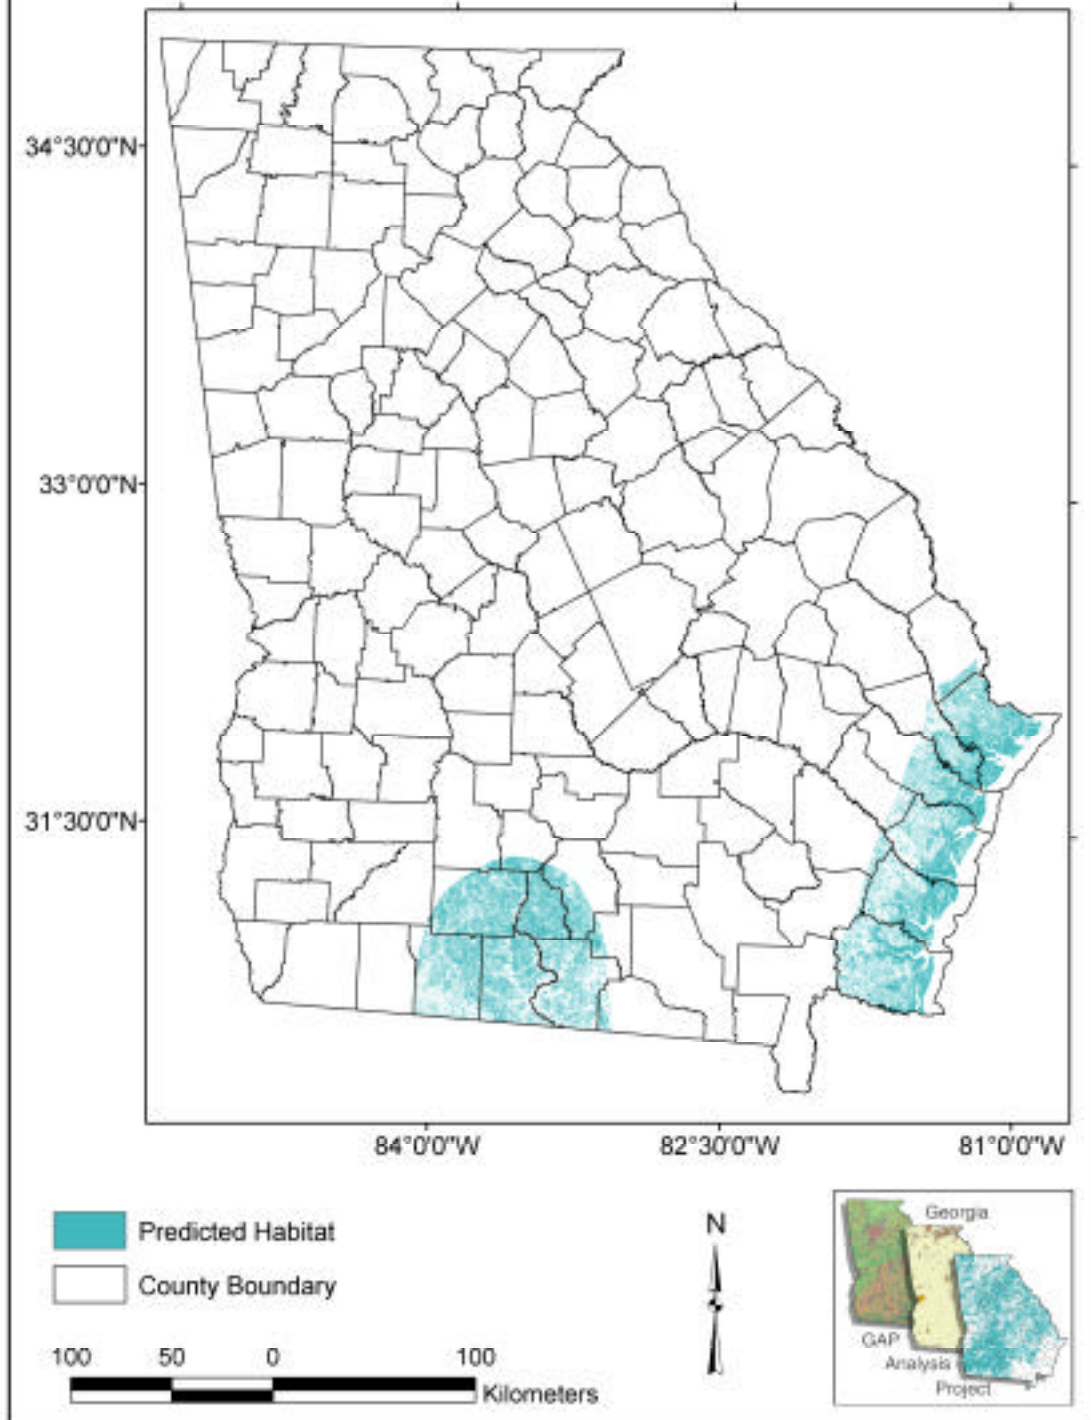 34°30'0"N
33°0'0"N
31°30'0"N
84°0'0"W 82°30'0"W 81°0'0"W
Predicted Habitat
County Boundary
N
100 50 0 100
Kilometers
Georgia
GAP
Analysis
Project